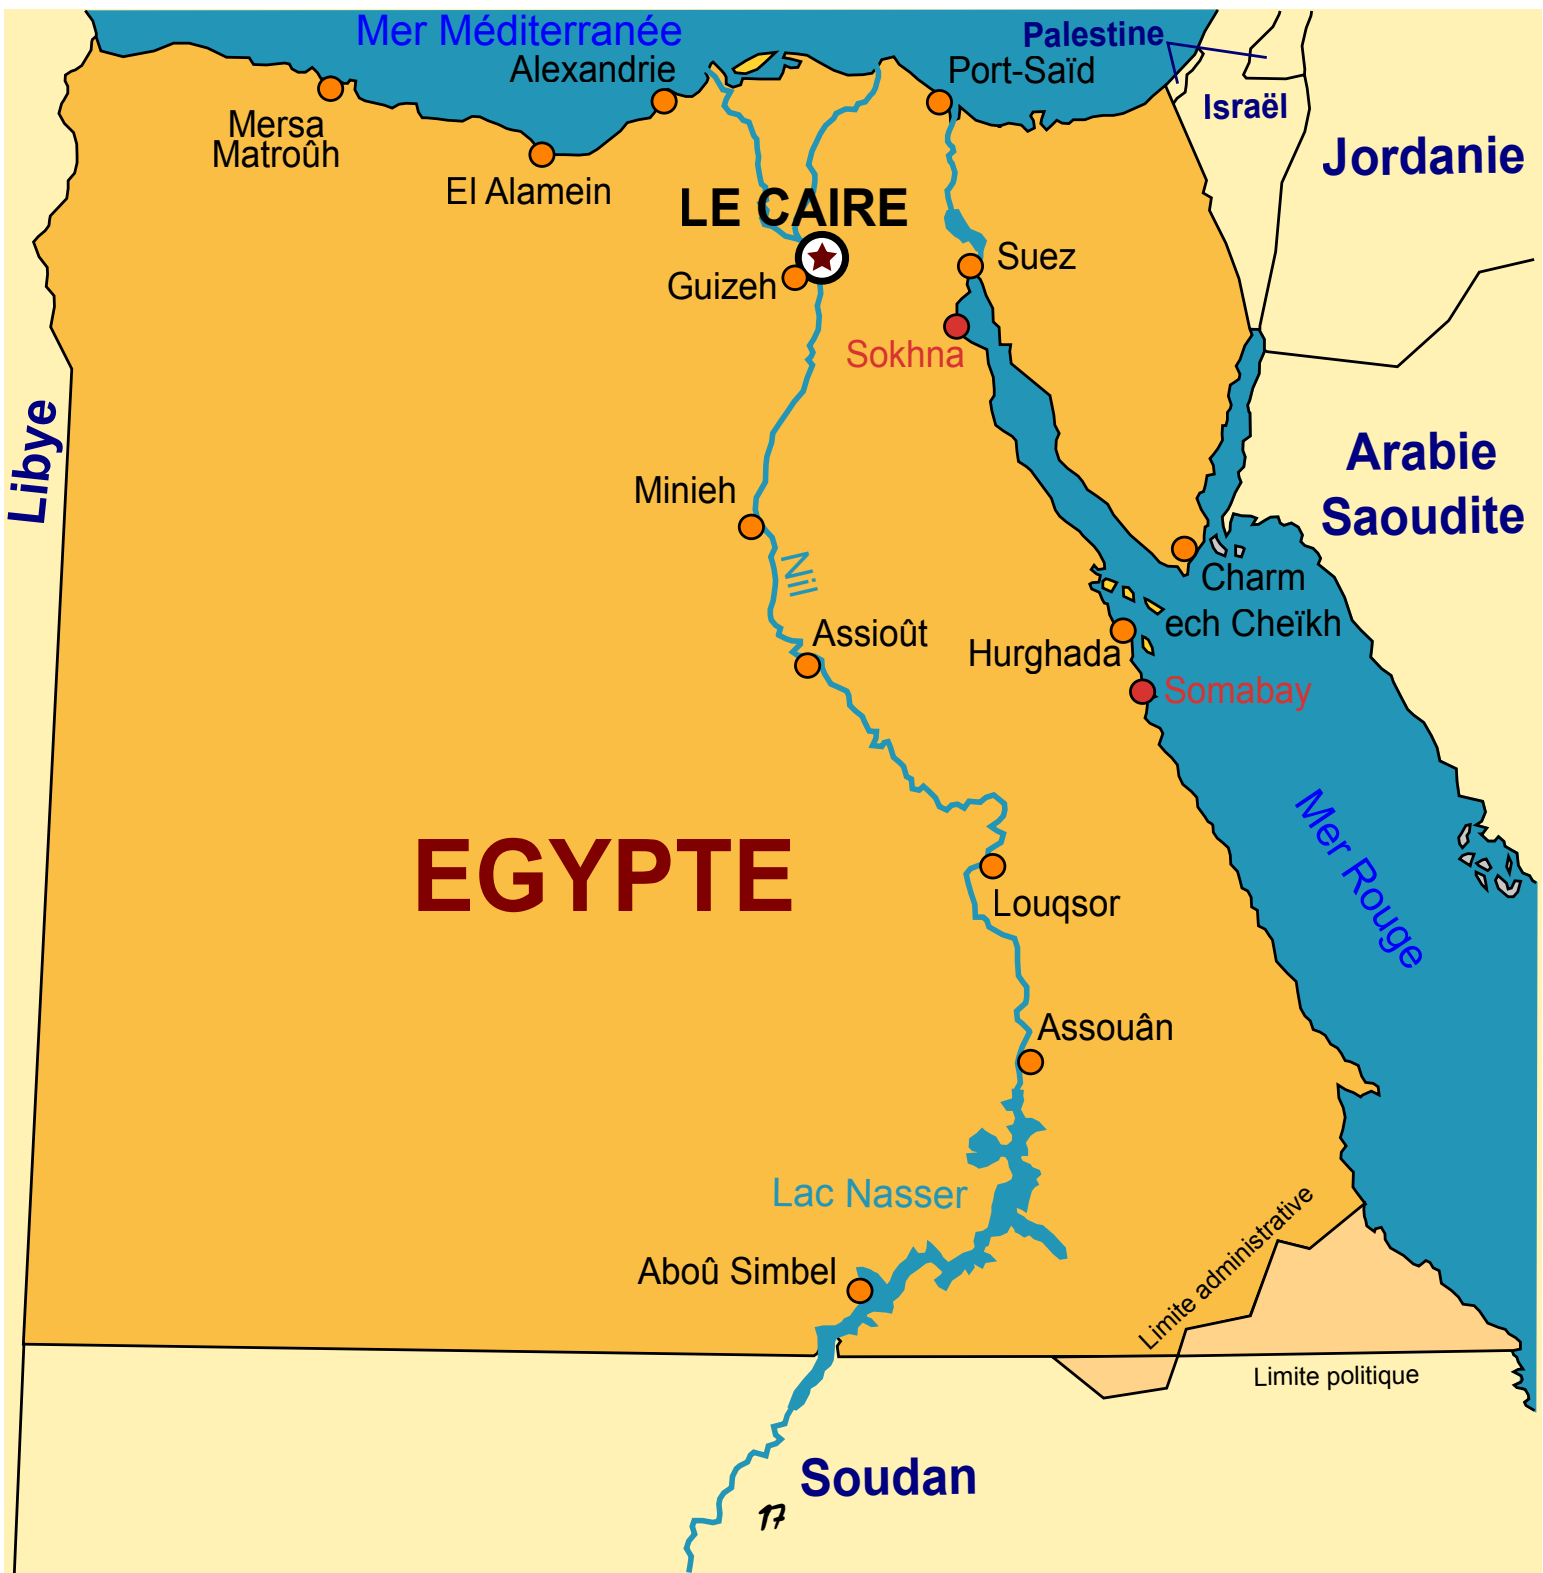 Mer Méditerranée
Palestine
Alexandrie
Port-Saïd
Israël
Mersa
Matroûh
Jordanie
El Alamein
LE CAIRE
Suez
Guizeh
Sokhna
Libye
Arabie
Saoudite
Minieh
Nil
Charm
ech Cheïkh
Assioût
Hurghada
Somabay
Mer Rouge
EGYPTE
Louqsor
Assouân
Lac Nasser
Limite administrative
Aboû Simbel
Limite politique
Soudan
17